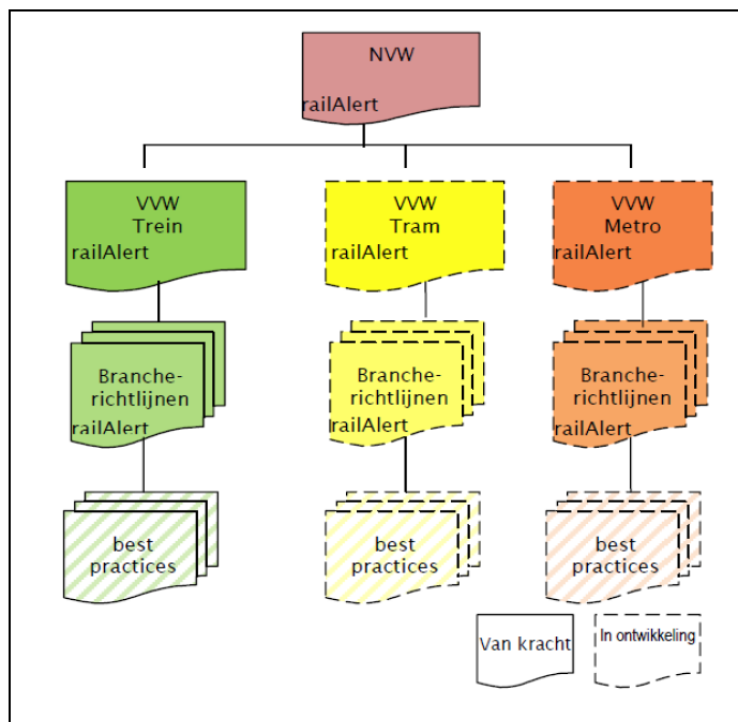 NVW
railAlert
VVW
Trein
railAlert
VVW
Tram
railAlert
VVW
Metro
railAlert
Branche-
richtlijnen
railAlert
Branche-
richtlijnen
railAlert
Branche-
richtlijnen
railAlert
best
practices
best
practices
best
practices
Van kracht
In ontwikkeling